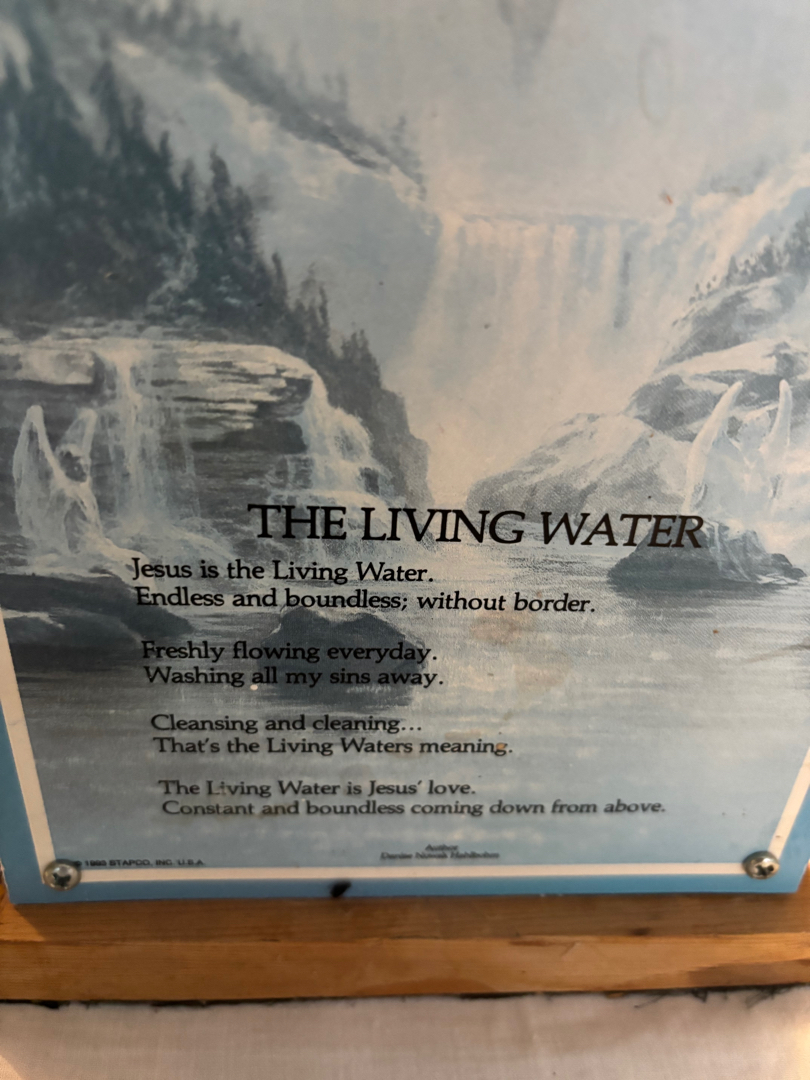 THE LIVING WATER
Jesus is the Living Water.
Endless and boundless; without border.
Freshly flowing everyday.
Washing all my sins away.
Cleansing and cleaning...
That's the Living Waters meaning.
The Living Water is Jesus' love.
Constant and boundless coming down from above.
Author
STAPCO, INC. U.S.A.